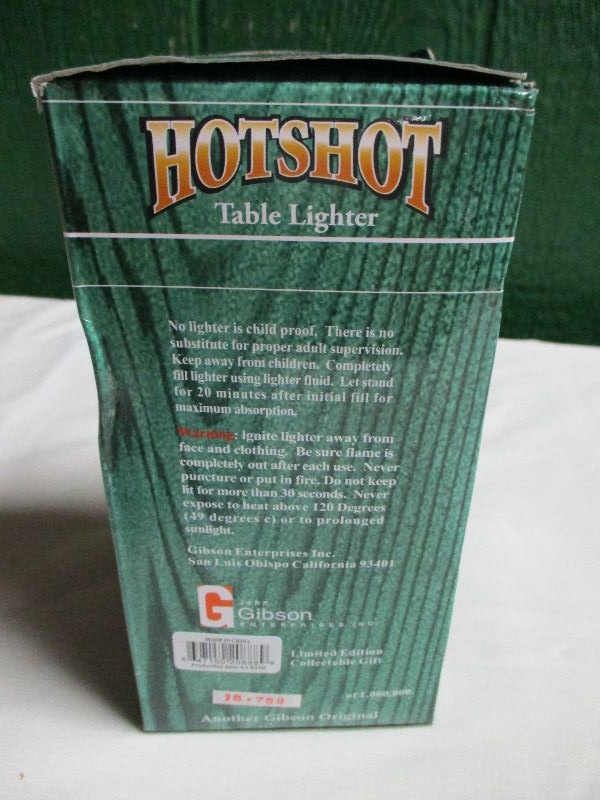 HOTSHOT
Table Lighter
No lighter is child proof. There is no
substitute for proper adult supervision.
Keep away from children. Completely
fill lighter using lighter fluid. Let stand
for 20 minutes after initial fill for
maximum absorption.
Warning: Ignite lighter away from
face and clothing. Be sure flame is
completely out after each use. Never
puncture or put in fire. Do not keep
lit for more than 30 seconds. Never
expose to heat above 120 Degrees
(49 degrees c) or to prolonged
sunlight.
Gibson Enterprises Inc.
San Luis Obispo California 93401
G
John
Gibson
ENTERPRISES INC.
MADE IN CHINA
Limited Edition
Collectable Gift
of 1,000,000.
Another Gibson Original